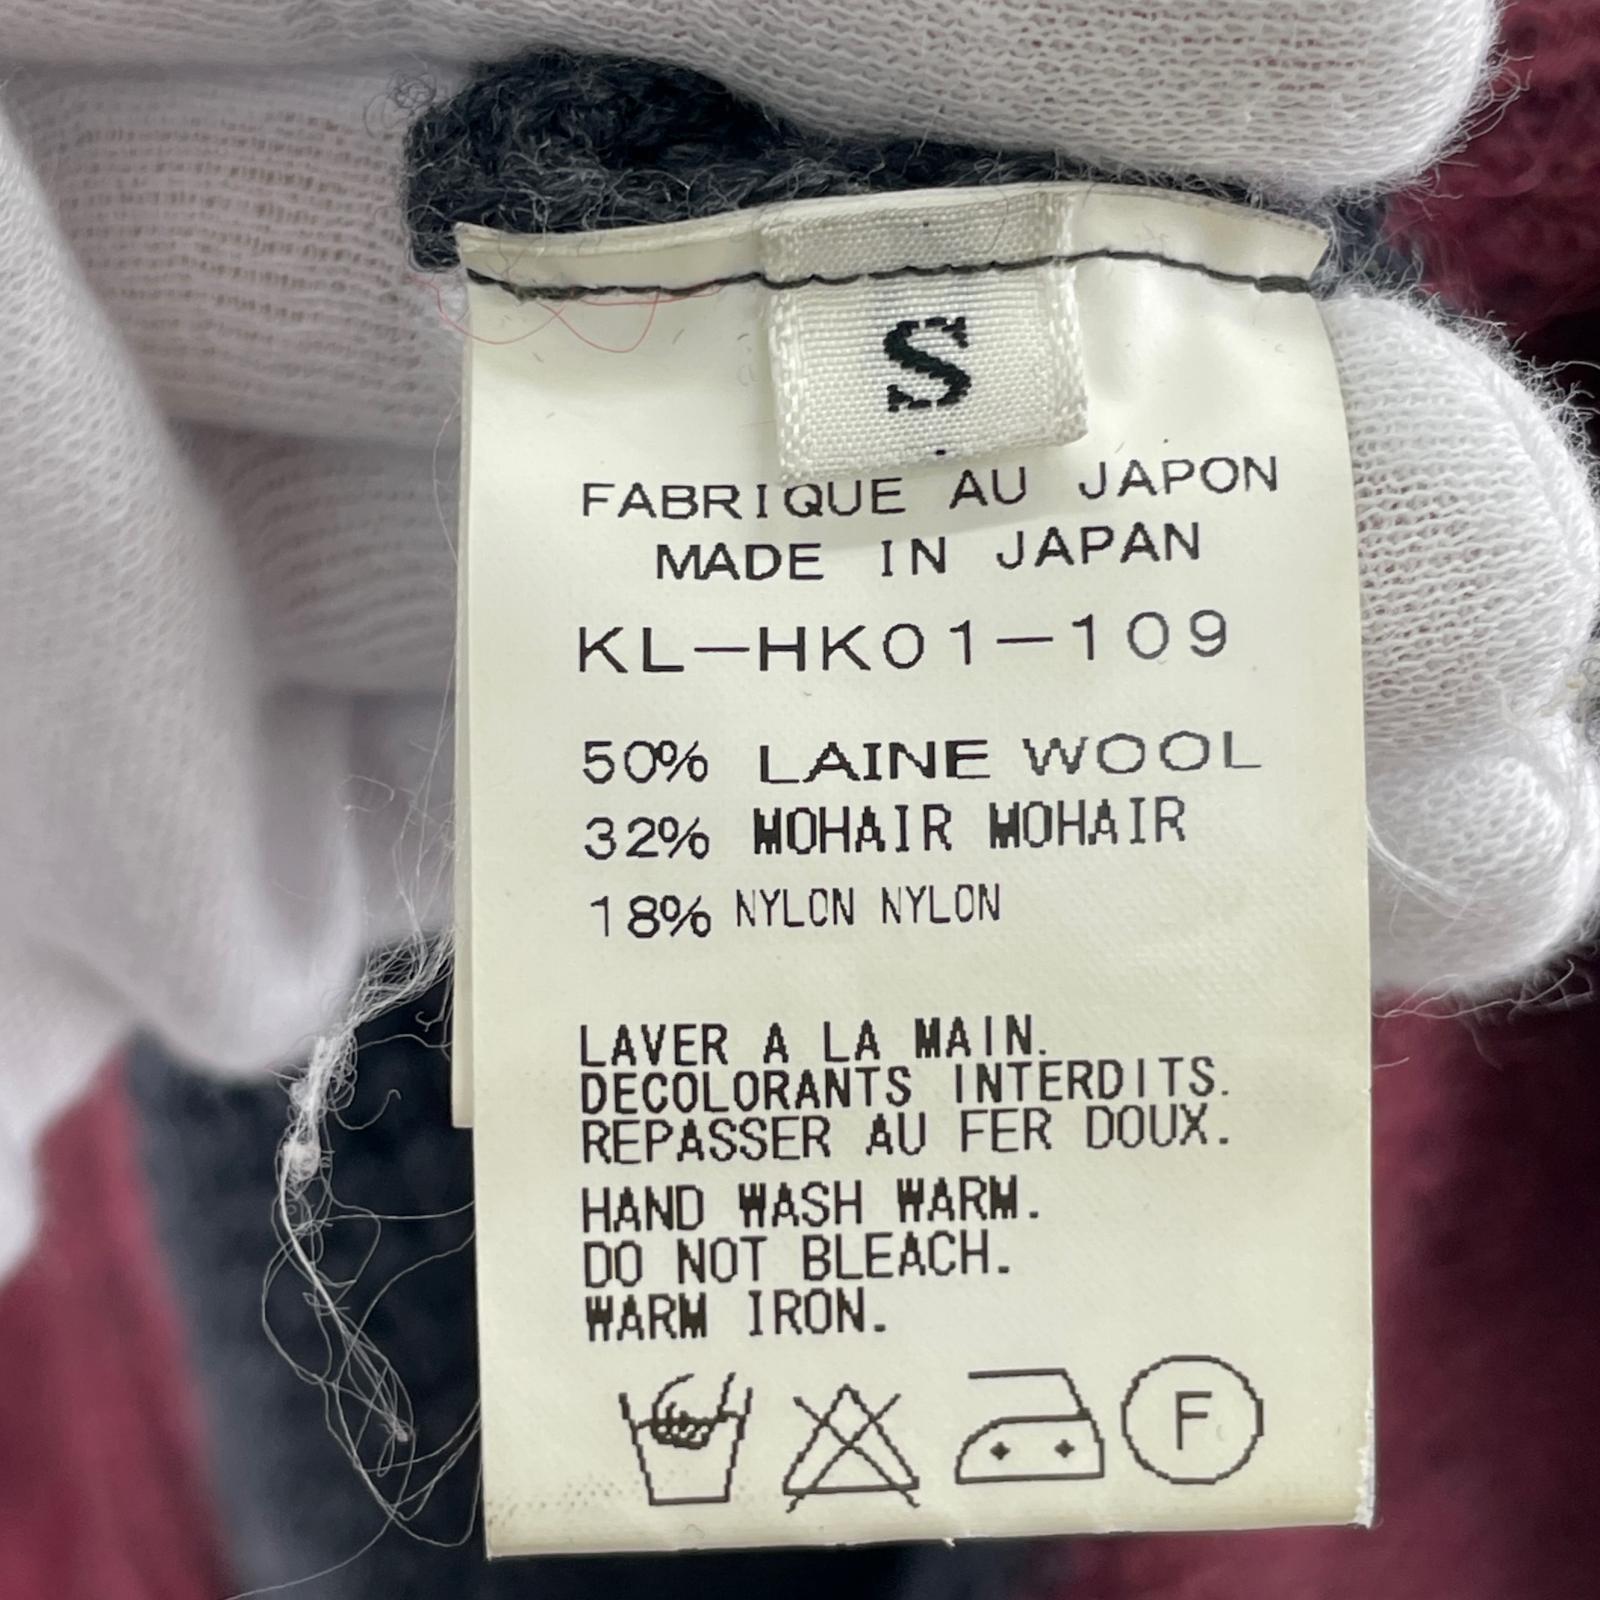 S
FABRIQUE AU JAPON
MADE IN JAPAN
KL-HK01-109
50% LAINE WOOL
32% MOHAIR MOHAIR
18% NYLON NYLON
LAVER A LA MAIN.
DECOLORANTS INTERDITS.
REPASSER AU FER DOUX.
HAND WASH WARM.
DO NOT BLEACH.
WARM IRON.
F